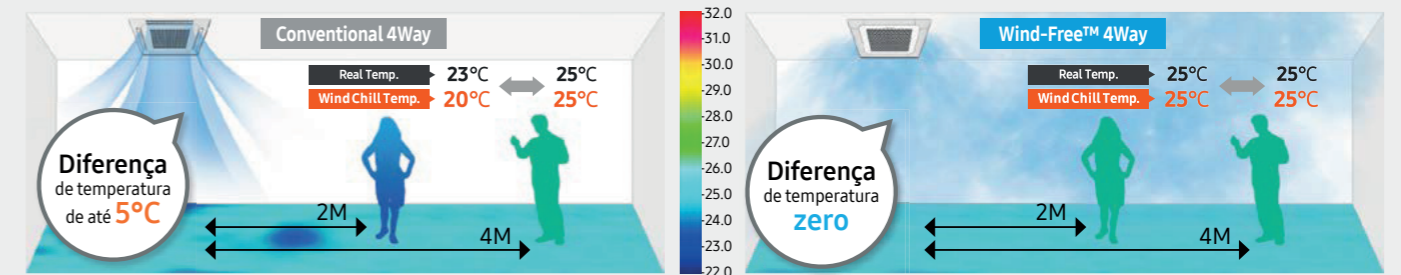 Conventional 4Way
Real Temp. 23°C 25°C
Wind Chill Temp. 20°C 25°C
Diferença
de temperatura
de até 5°C
2M
4M
32.0
31.0
30.0
29.0
28.0
27.0
26.0
25.0
24.0
23.0
22.0
Wind-Free™ 4Way
Real Temp. 25°C 25°C
Wind Chill Temp. 25°C 25°C
Diferença
de temperatura
zero
2M
4M